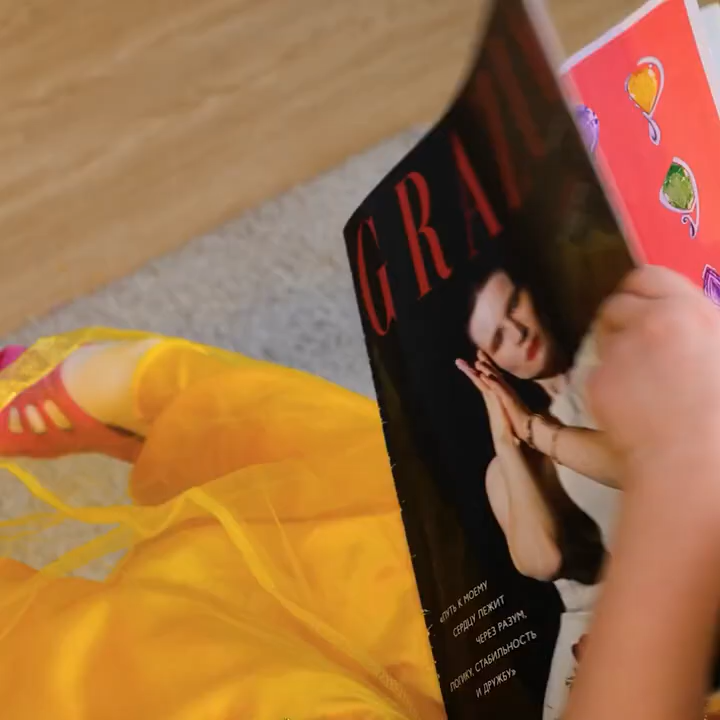 GRA
«ПУТЬ К МОЕМУ
СЕРДЦУ ЛЕЖИТ
ЧЕРЕЗ РАЗУМ,
ЛОГИКУ, СТАБИЛЬНОСТЬ
И ДРУЖБУ»